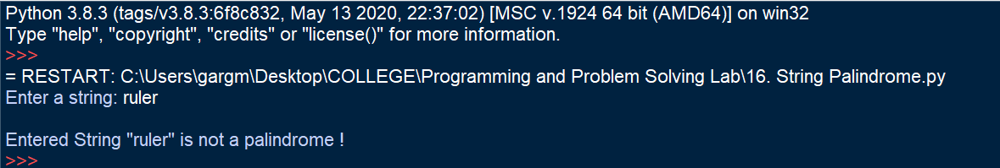 Python 3.8.3 (tags/v3.8.3:6f8c832, May 13 2020, 22:37:02) [MSC v.1924 64 bit (AMD64)] on win32
Type "help", "copyright", "credits" or "license()" for more information.
>>>
= RESTART: C:\Users\gargm\Desktop\COLLEGE\Programming and Problem Solving Lab\16. String Palindrome.py
Enter a string: ruler
Entered String "ruler" is not a palindrome !
>>>